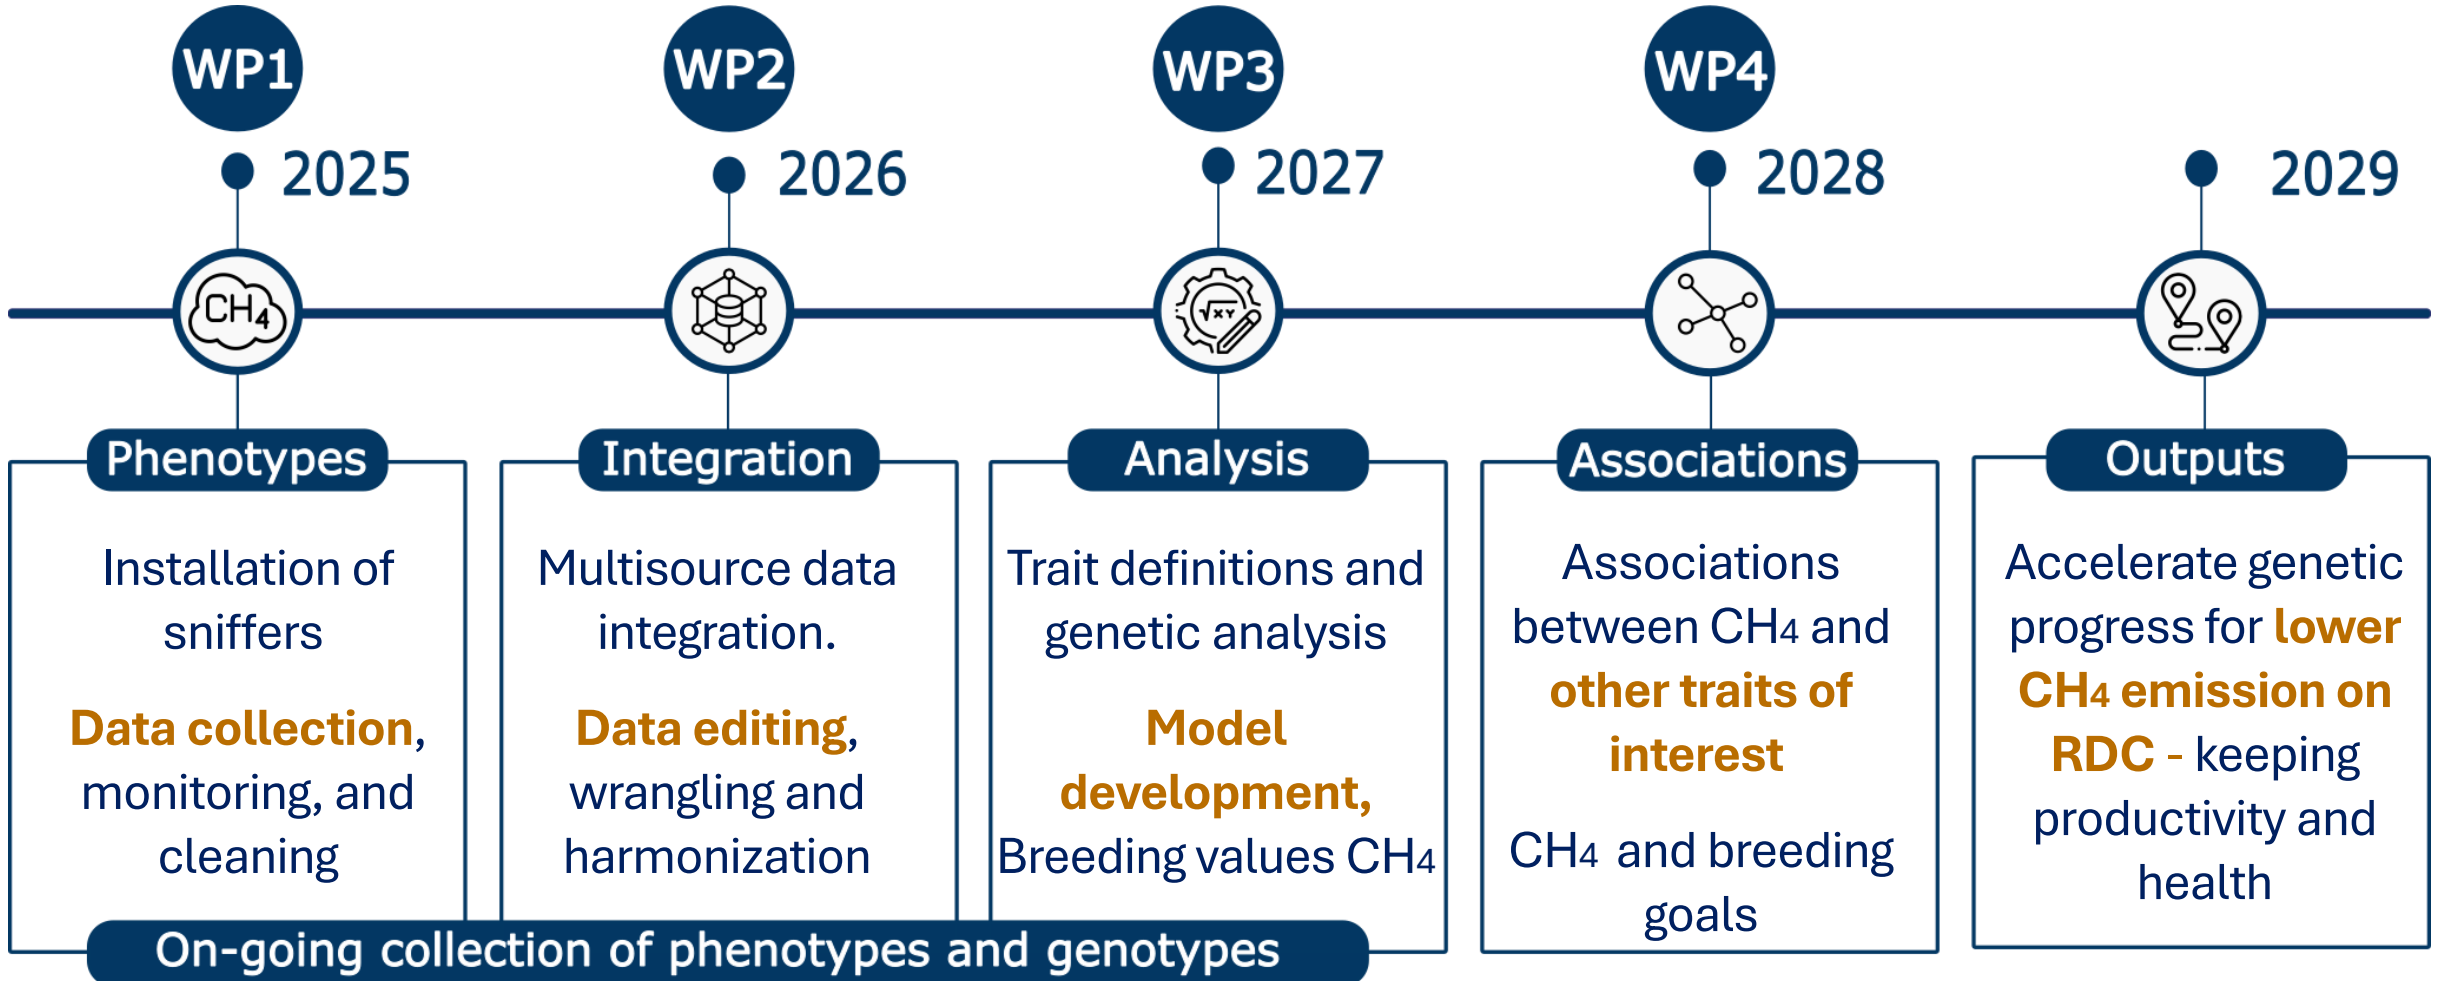 WP1
WP2
WP3
WP4
2025
2026
2027
2028
2029
CH4
√XY
Phenotypes
Installation of
sniffers
Data collection,
monitoring, and
cleaning
Integration
Multisource data
integration.
Data editing,
wrangling and
harmonization
Analysis
Trait definitions and
genetic analysis
Model
development,
Breeding values CH4
Associations
Associations
between CH4 and
other traits of
interest
CH4 and breeding
goals
Outputs
Accelerate genetic
progress for lower
CH4 emission on
RDC - keeping
productivity and
health
On-going collection of phenotypes and genotypes